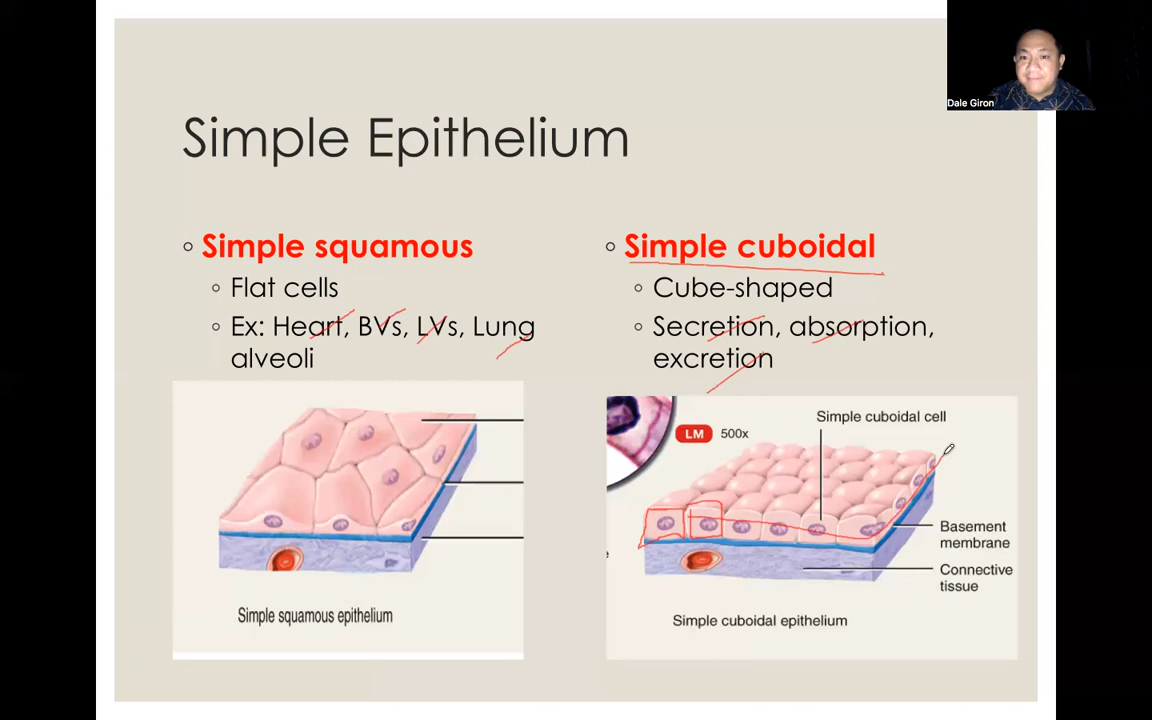 Dale Giron
Simple Epithelium
Simple squamous
Flat cells
Ex: Heart, BVs, LVs, Lung
alveoli
Simple squamous epithelium
Simple cuboidal
Cube-shaped
Secretion, absorption,
excretion
LM 500x
Simple cuboidal cell
Basement
membrane
Connective
tissue
Simple cuboidal epithelium